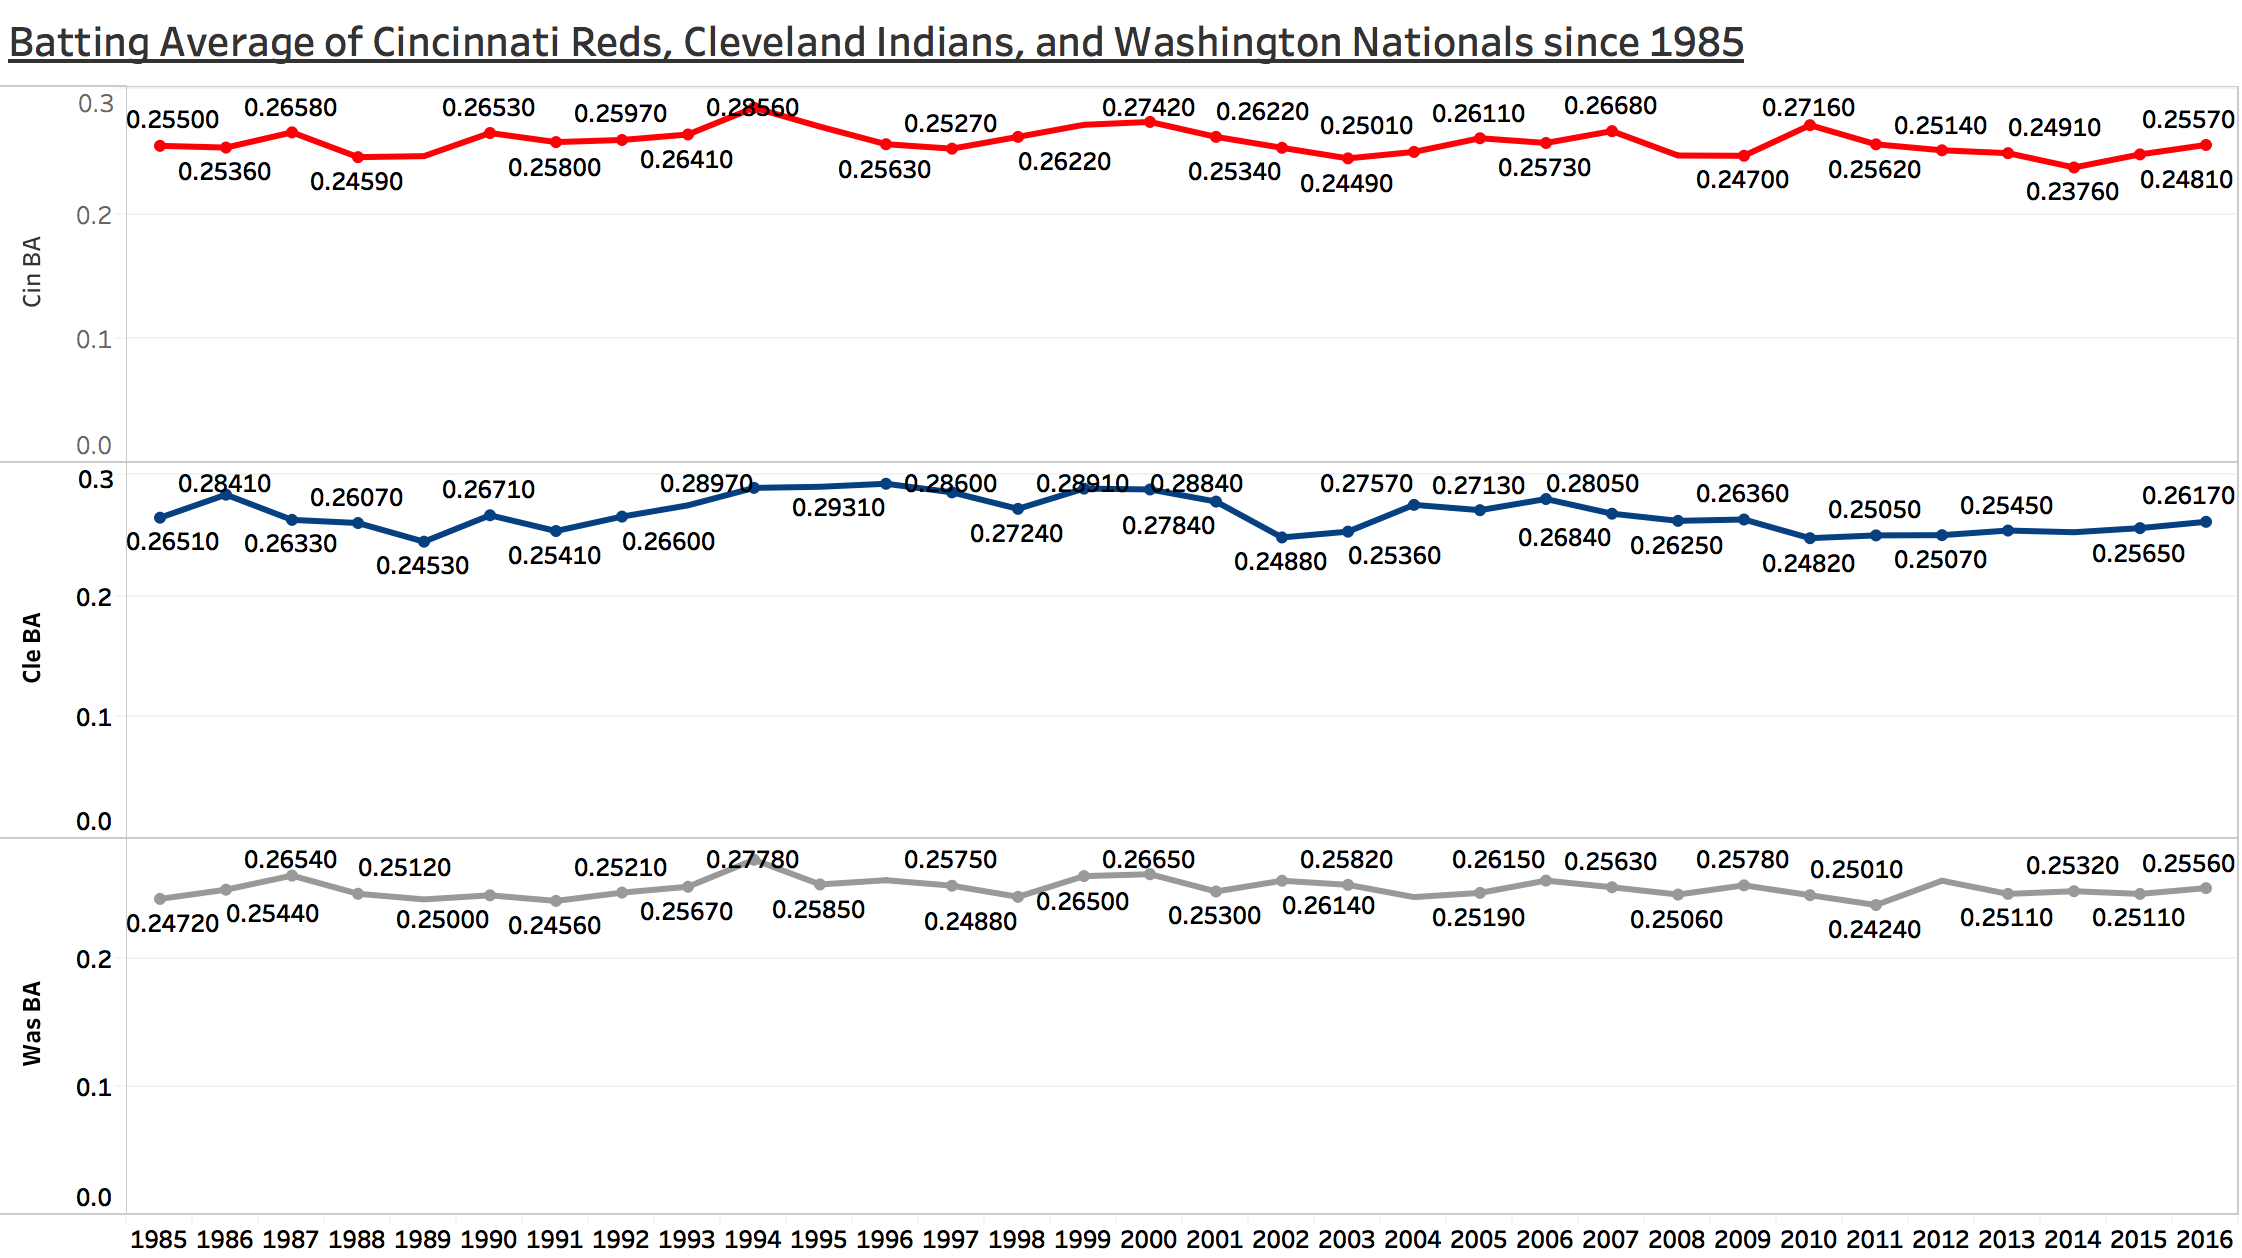 Batting Average of Cincinnati Reds, Cleveland Indians, and Washington Nationals since 1985
0.3
0.25500 0.26580 0.26530 0.25970 0.28560 0.25270 0.27420 0.26220 0.25010 0.26110 0.26680 0.27160 0.25140 0.24910 0.25570
0.25360 0.24590 0.25800 0.26410 0.25630 0.26220 0.25340 0.24490 0.25730 0.24700 0.25620 0.23760 0.24810
0.2
Cin BA
0.1
0.0
0.3
0.28410 0.26070 0.26710 0.28970 0.28600 0.28910 0.28840 0.27570 0.27130 0.28050 0.26360 0.25050 0.25450 0.26170
0.26510 0.26330 0.24530 0.25410 0.26600 0.29310 0.27240 0.27840 0.24880 0.25360 0.26840 0.26250 0.24820 0.25070 0.25650
0.2
Cle BA
0.1
0.0
0.26540 0.25120 0.25210 0.27780 0.25750 0.26650 0.25820 0.26150 0.25630 0.25780 0.25010 0.25320 0.25560
0.24720 0.25440 0.25000 0.24560 0.25670 0.25850 0.24880 0.26500 0.25300 0.26140 0.25190 0.25060 0.24240 0.25110 0.25110
0.2
Was BA
0.1
0.0
1985 1986 1987 1988 1989 1990 1991 1992 1993 1994 1995 1996 1997 1998 1999 2000 2001 2002 2003 2004 2005 2006 2007 2008 2009 2010 2011 2012 2013 2014 2015 2016